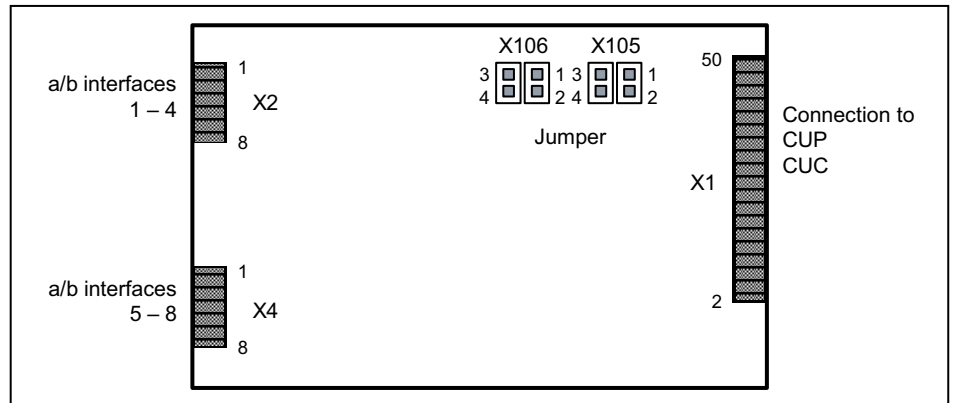 X106 X105
50
3 1 3 1
4 2 4 2
Jumper
a/b interfaces
1 – 4
1
X2
8
Connection to
CUP
CUC
X1
2
a/b interfaces
5 – 8
1
X4
8